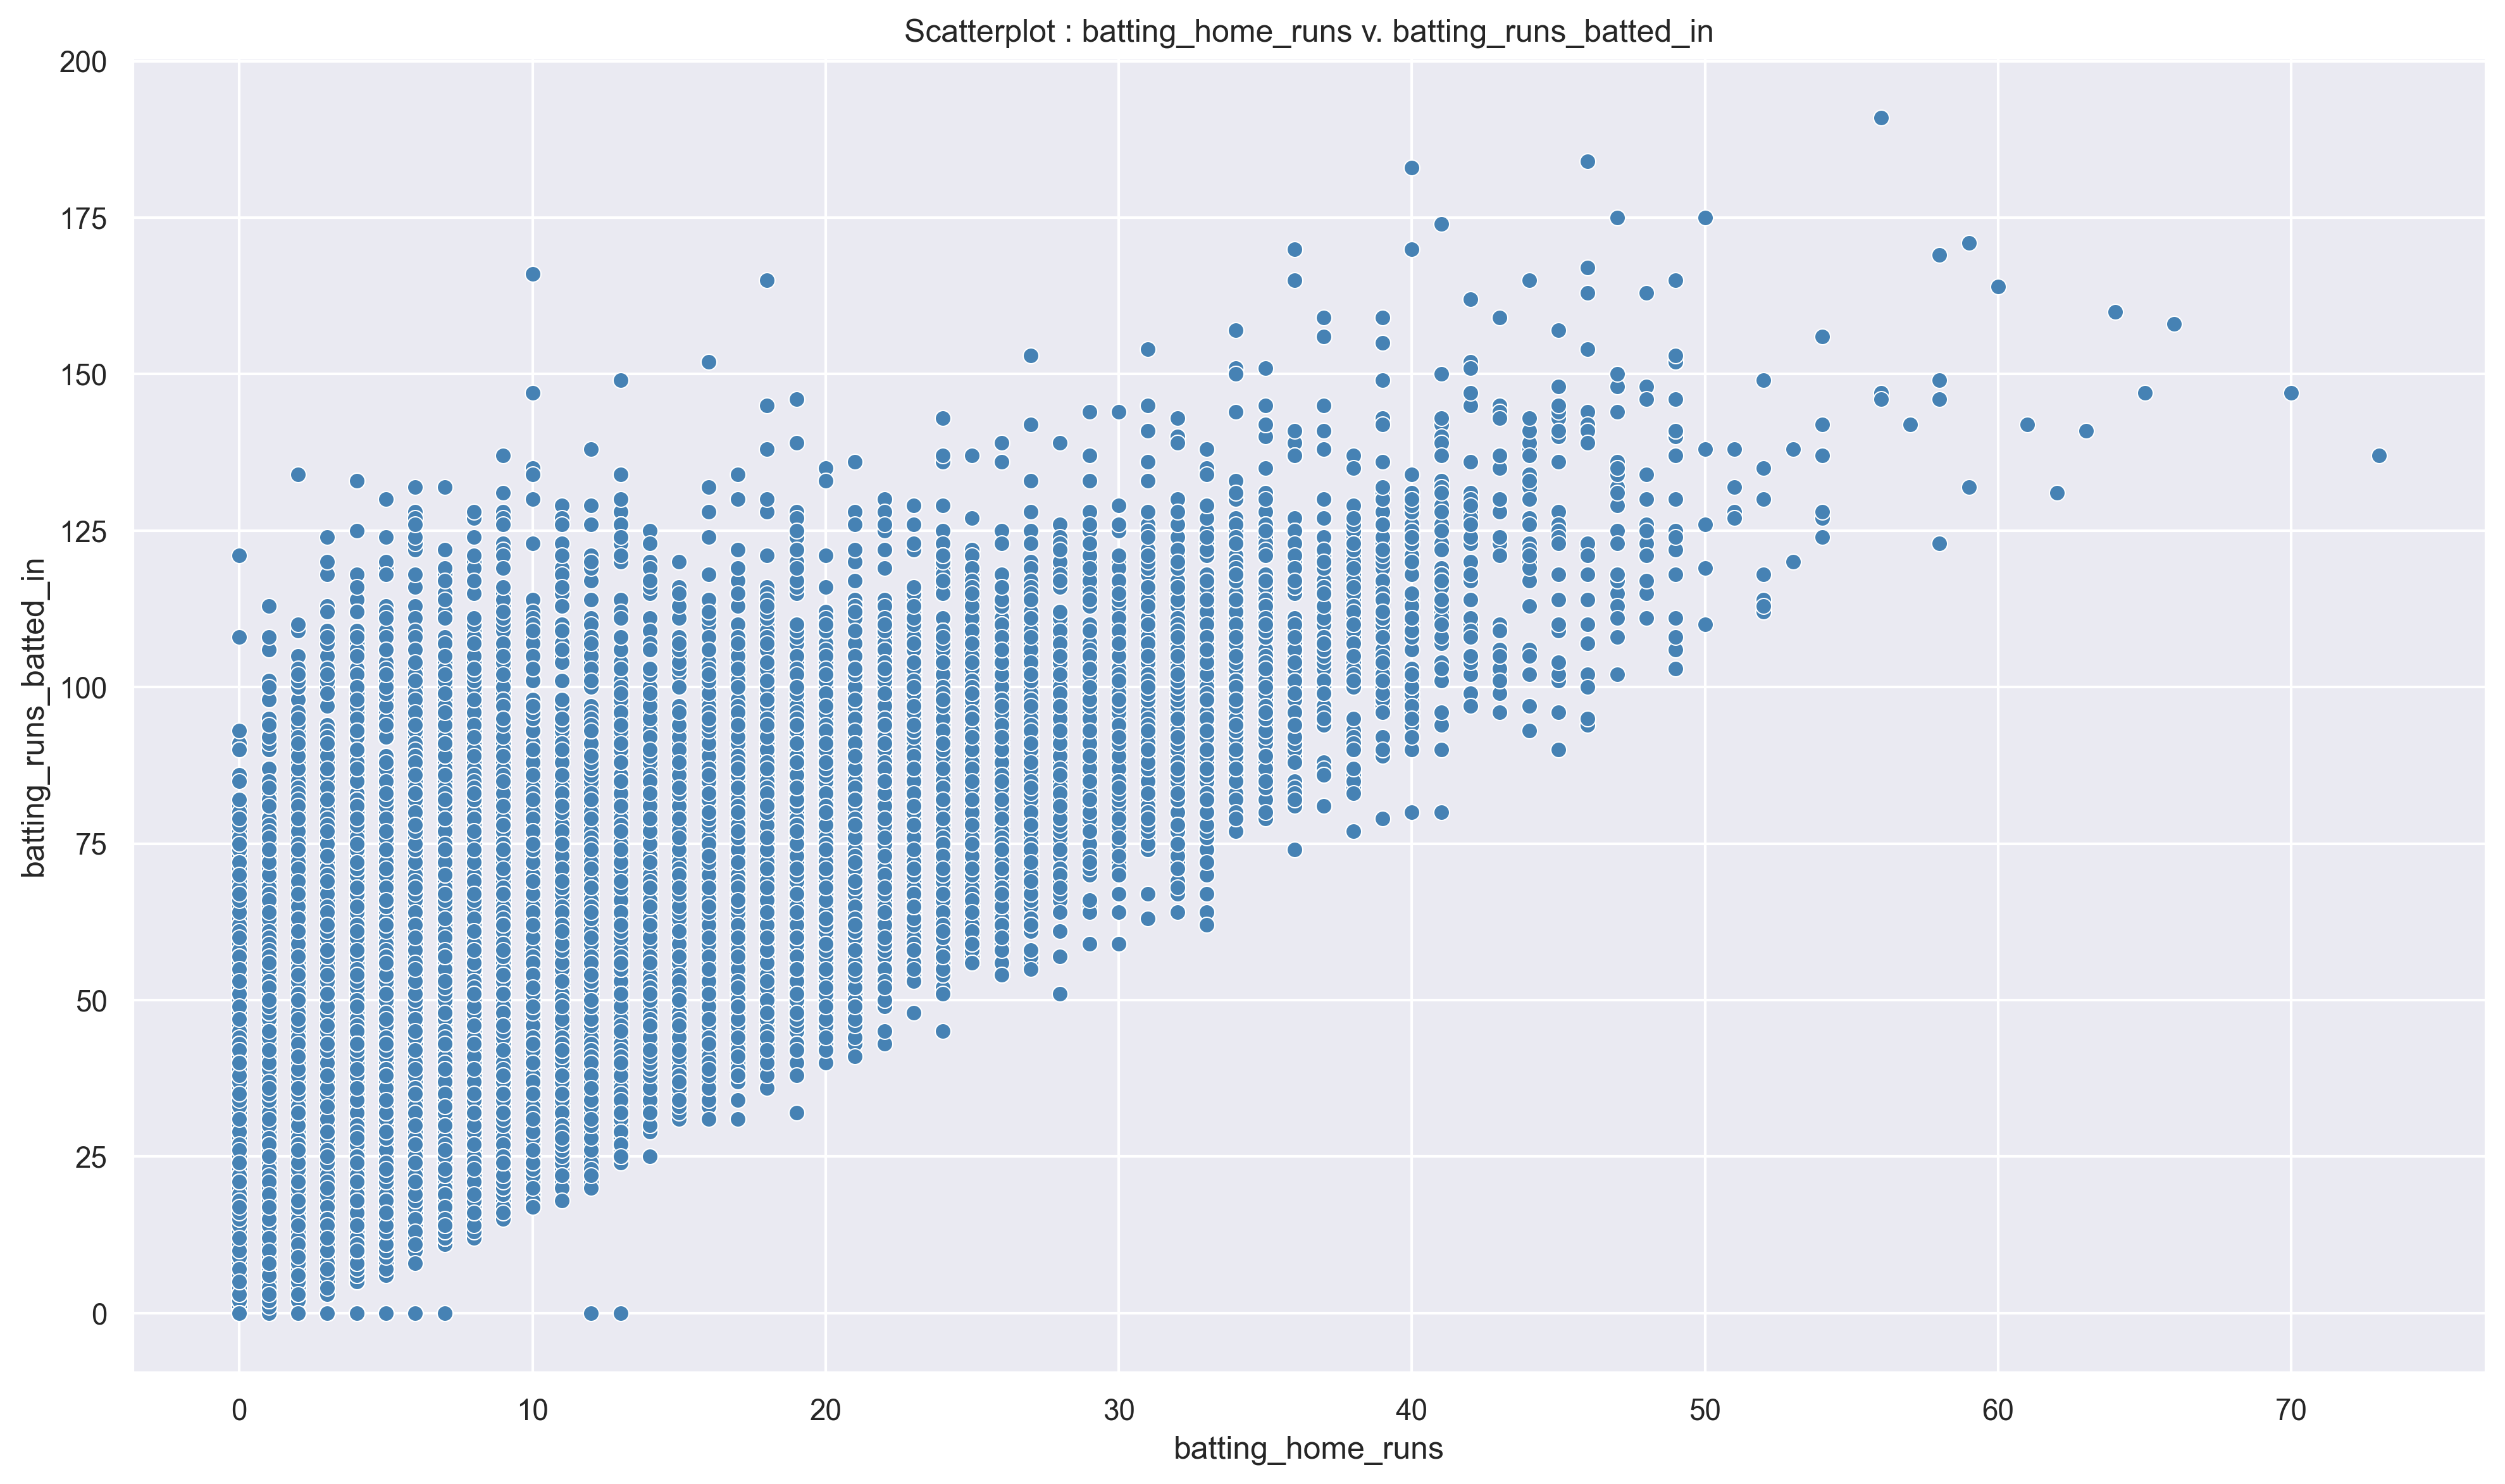 Scatterplot : batting_home_runs v. batting_runs_batted_in
200
175
150
125
100
75
50
25
0
batting_runs_batted_in
0 10 20 30 40 50 60 70
batting_home_runs